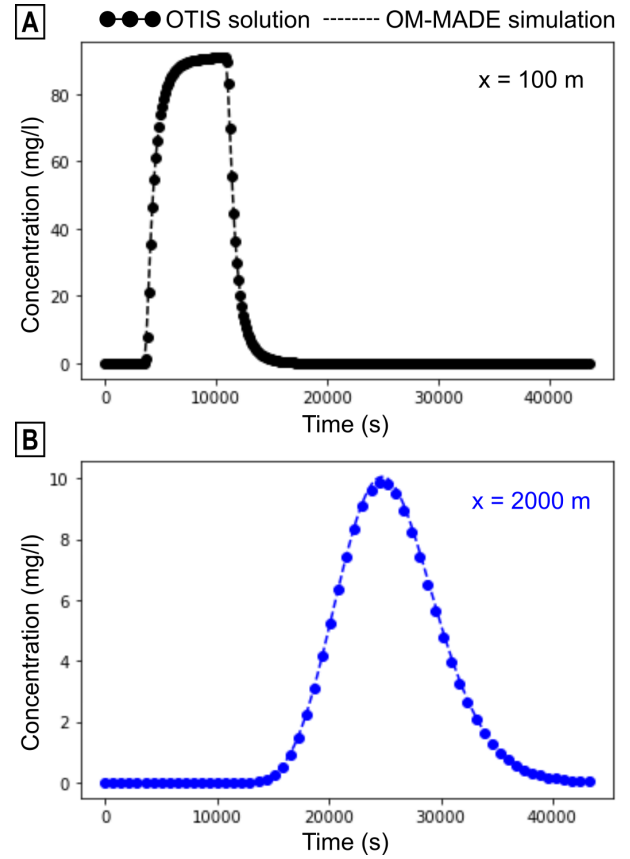 A
OTIS solution OM-MADE simulation
x = 100 m
80
60
40
20
0
Concentration (mg/l)
0 10000 20000 30000 40000
Time (s)
B
x = 2000 m
10
8
6
4
2
0
Concentration (mg/l)
0 10000 20000 30000 40000
Time (s)